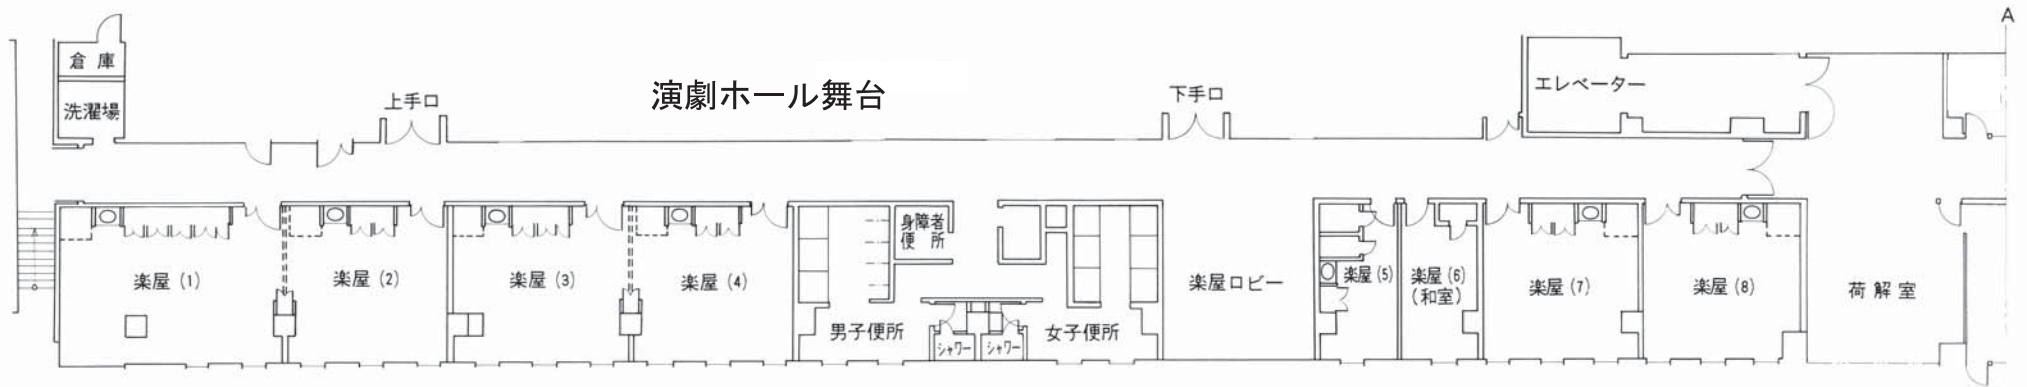 A
倉庫
洗濯場
上手口
演劇ホール舞台
下手口
エレベーター
楽屋(1)
楽屋(2)
楽屋(3)
楽屋(4)
身障者
便所
男子便所
シャワー
シャワー
女子便所
楽屋ロビー
楽屋(5)
楽屋(6)
(和室)
楽屋(7)
楽屋(8)
荷解室